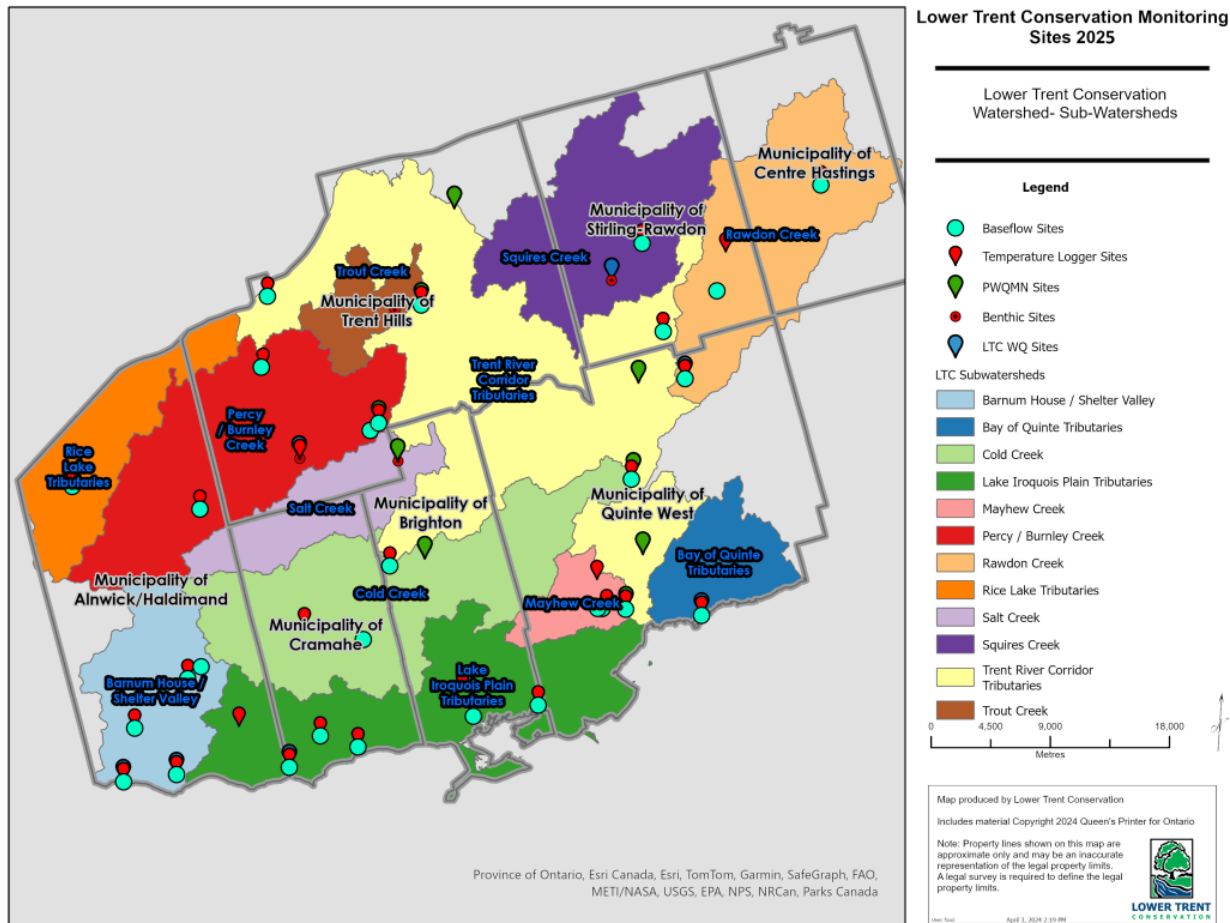 Lower Trent Conservation Monitoring
Sites 2025
Lower Trent Conservation
Watershed- Sub-Watersheds
Legend
Baseflow Sites
Temperature Logger Sites
PWQMN Sites
Benthic Sites
LTC WQ Sites
LTC Subwatersheds
Barnum House / Shelter Valley
Bay of Quinte Tributaries
Cold Creek
Lake Iroquois Plain Tributaries
Mayhew Creek
Percy / Burnley Creek
Rawdon Creek
Rice Lake Tributaries
Salt Creek
Squires Creek
Trent River Corridor
Tributaries
Trout Creek
0 4,500 9,000 18,000
Metres
Map produced by Lower Trent Conservation
Includes material Copyright 2024 Queen's Printer for Ontario
Note: Property lines shown on this map are
approximate only and may be an inaccurate
representation of the legal property limits.
A legal survey is required to define the legal
property limits.
April 3, 2024 2:19 PM
LOWER TRENT
CONSERVATION
Municipality of
Centre Hastings
Municipality of
Stirling-Rawdon
Rawdon Creek
Squires Creek
Trout Creek
Municipality of
Trent Hills
Trent River
Corridor
Tributaries
Percy
/ Burnley
Creek
Rice
Lake
Tributaries
Salt Creek
Municipality of
Brighton
Municipality of
Quinte West
Bay of Quinte
Tributaries
Municipality of
Alnwick/Haldimand
Cold Creek
Mayhew Creek
Municipality of
Cramahe
Barnum House /
Shelter Valley
Lake
Iroquois Plain
Tributaries
Province of Ontario, Esri Canada, Esri, TomTom, Garmin, SafeGraph, FAO,
METI/NASA, USGS, EPA, NPS, NRCan, Parks Canada